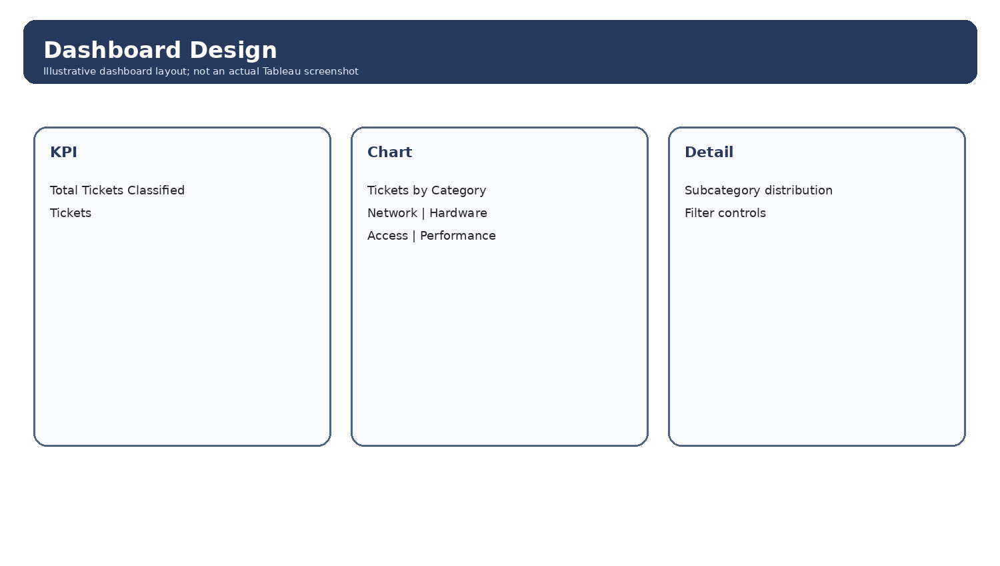 Dashboard Design
Illustrative dashboard layout; not an actual Tableau screenshot
KPI
Total Tickets Classified
Tickets
Chart
Tickets by Category
Network | Hardware
Access | Performance
Detail
Subcategory distribution
Filter controls